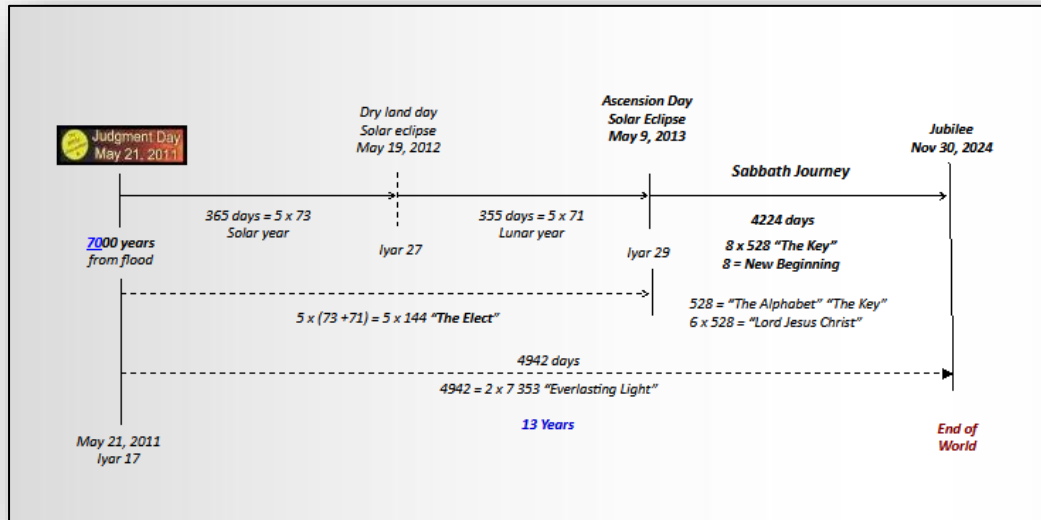 Judgment Day
May 21, 2011
Dry land day
Solar eclipse
May 19, 2012
Ascension Day
Solar Eclipse
May 9, 2013
Jubilee
Nov 30, 2024
Sabbath Journey
365 days = 5 x 73
Solar year
355 days = 5 x 71
Lunar year
4224 days
7000 years
from flood
Iyar 27
Iyar 29
8 x 528 “The Key”
8 = New Beginning
5 x (73 +71) = 5 x 144 “The Elect”
528 = “The Alphabet” “The Key”
6 x 528 = “Lord Jesus Christ”
4942 days
4942 = 2 x 7 353 “Everlasting Light”
13 Years
May 21, 2011
Iyar 17
End of
World